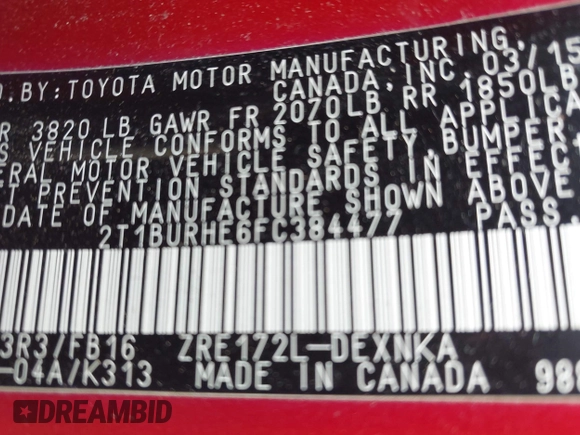 D.BY:TOYOTA MOTOR MANUFACTURING,
CANADA, INC. 03/15
R 3820 LB GAWR FR 2070LB, RR 1850LB
S VEHICLE CONFORMS TO ALL APPLICA
ERAL MOTOR VEHICLE SAFETY, BUMPER,
T PREVENTION STANDARDS IN EFFECT
DATE OF MANUFACTURE SHOWN ABOVE
2T1BURHE6FC384477 PASS.
3R3/FB16 ZRE172L-DEXNKA
-04A/K313 MADE IN CANADA 98
DREAMBID